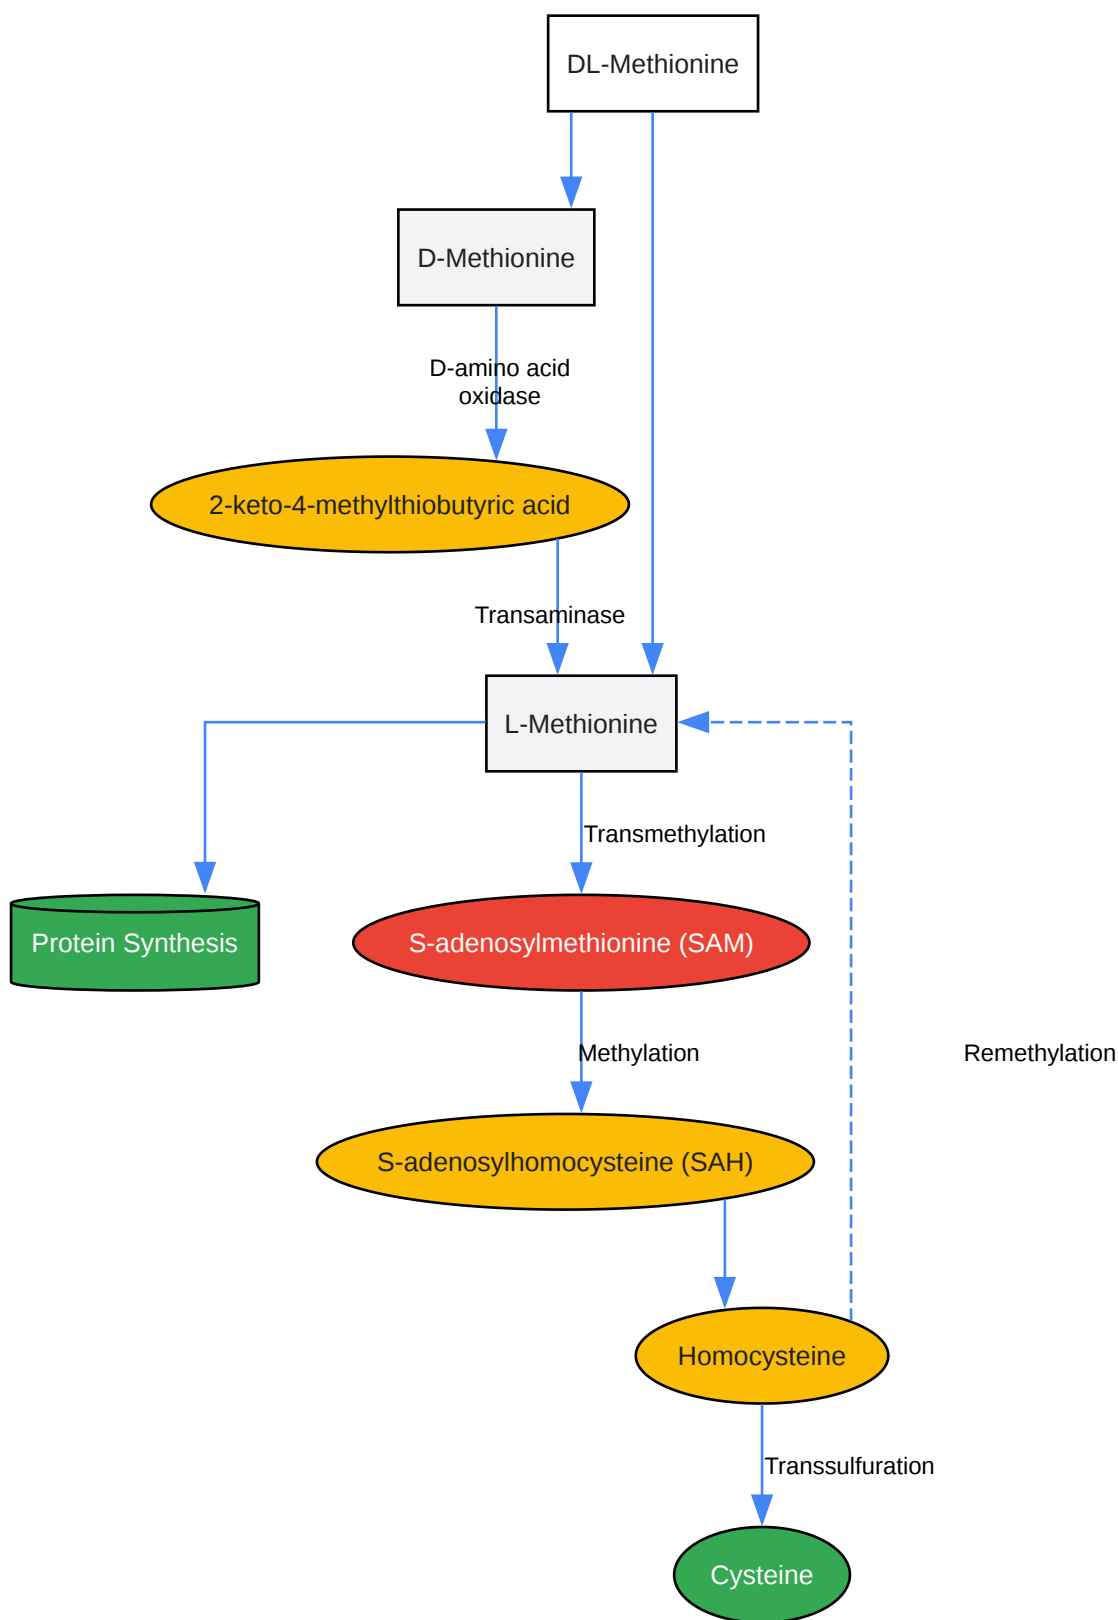 DL-Methionine
D-Methionine
D-amino acid
oxidase
2-keto-4-methylthiobutyric acid
Transaminase
L-Methionine
Transmethylation
Protein Synthesis
S-adenosylmethionine (SAM)
Methylation
Remethylation
S-adenosylhomocysteine (SAH)
Homocysteine
Transsulfuration
Cysteine